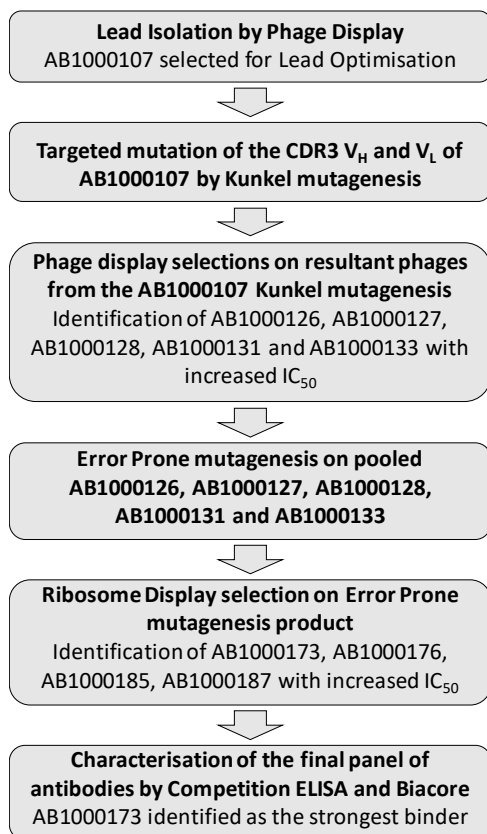 Lead Isolation by Phage Display
AB1000107 selected for Lead Optimisation
Targeted mutation of the CDR3 V_H and V_L of
AB1000107 by Kunkel mutagenesis
Phage display selections on resultant phages
from the AB1000107 Kunkel mutagenesis
Identification of AB1000126, AB1000127,
AB1000128, AB1000131 and AB1000133 with
increased IC50
Error Prone mutagenesis on pooled
AB1000126, AB1000127, AB1000128,
AB1000131 and AB1000133
Ribosome Display selection on Error Prone
mutagenesis product
Identification of AB1000173, AB1000176,
AB1000185, AB1000187 with increased IC50
Characterisation of the final panel of
antibodies by Competition ELISA and Biacore
AB1000173 identified as the strongest binder